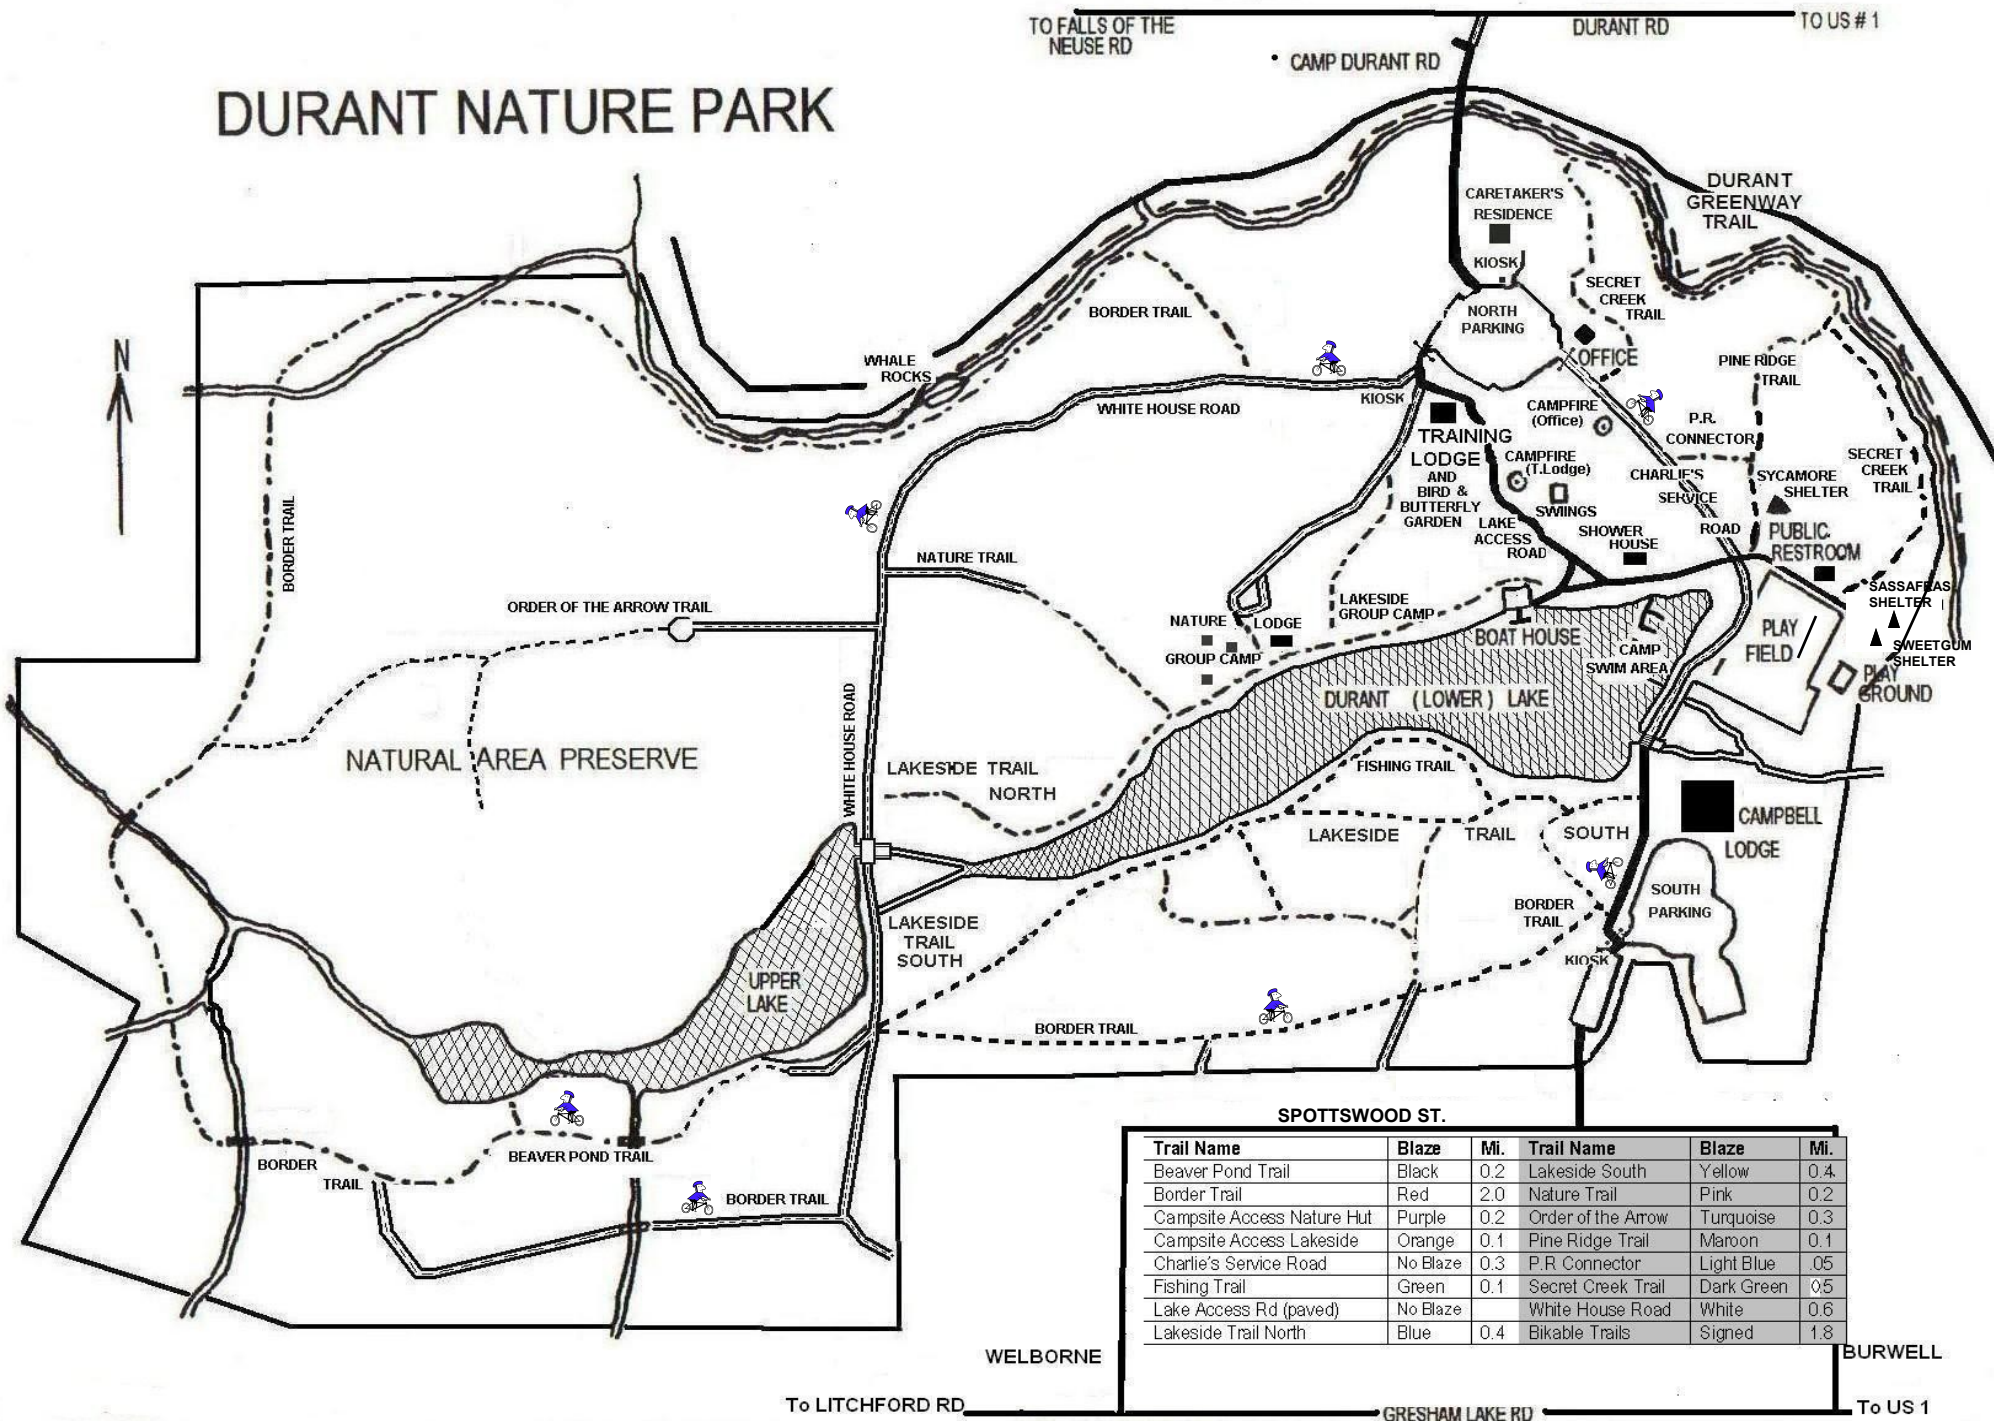 TO FALLS OF THE
NEUSE RD
DURANT RD
TO US # 1
CAMP DURANT RD
DURANT NATURE PARK
DURANT
GREENWAY
TRAIL
CARETAKER'S
RESIDENCE
KIOSK
SECRET
CREEK
TRAIL
NORTH
PARKING
OFFICE
BORDER TRAIL
N
WHALE
ROCKS
PINE RIDGE
TRAIL
WHITE HOUSE ROAD
KIOSK
CAMPFIRE
(Office)
P.R.
CONNECTOR
TRAINING
LODGE
AND
BIRD &
BUTTERFLY
GARDEN
CAMPFIRE
(T.Lodge)
SWINGS
CHARLIE'S
SERVICE
ROAD
SYCAMORE
SHELTER
SECRET
CREEK
TRAIL
LAKE
ACCESS
ROAD
SHOWER
HOUSE
PUBLIC
RESTROOM
BORDER TRAIL
NATURE TRAIL
ORDER OF THE ARROW TRAIL
LAKESIDE
GROUP CAMP
SASSAFRAS
SHELTER
NATURE
LODGE
GROUP CAMP
BOAT HOUSE
CAMP
SWIM AREA
PLAY
FIELD
SWEETGUM
SHELTER
PLAY
GROUND
DURANT (LOWER) LAKE
WHITE HOUSE ROAD
NATURAL AREA PRESERVE
LAKESIDE TRAIL
NORTH
FISHING TRAIL
LAKESIDE TRAIL SOUTH
CAMPBELL
LODGE
SOUTH
PARKING
BORDER
TRAIL
LAKESIDE
TRAIL
SOUTH
KIOSK
UPPER
LAKE
BORDER TRAIL
BEAVER POND TRAIL
BORDER
TRAIL
BORDER TRAIL
SPOTTSWOOD ST.
Trail Name Blaze Mi. Trail Name Blaze Mi.
Beaver Pond Trail Black 0.2 Lakeside South Yellow 0.4
Border Trail Red 2.0 Nature Trail Pink 0.2
Campsite Access Nature Hut Purple 0.2 Order of the Arrow Turquoise 0.3
Campsite Access Lakeside Orange 0.1 Pine Ridge Trail Maroon 0.1
Charlie's Service Road No Blaze 0.3 P.R Connector Light Blue .05
Fishing Trail Green 0.1 Secret Creek Trail Dark Green 0.5
Lake Access Rd (paved) No Blaze White House Road White 0.6
Lakeside Trail North Blue 0.4 Bikable Trails Signed 1.8
WELBORNE
BURWELL
To LITCHFORD RD
GRESHAM LAKE RD
To US 1